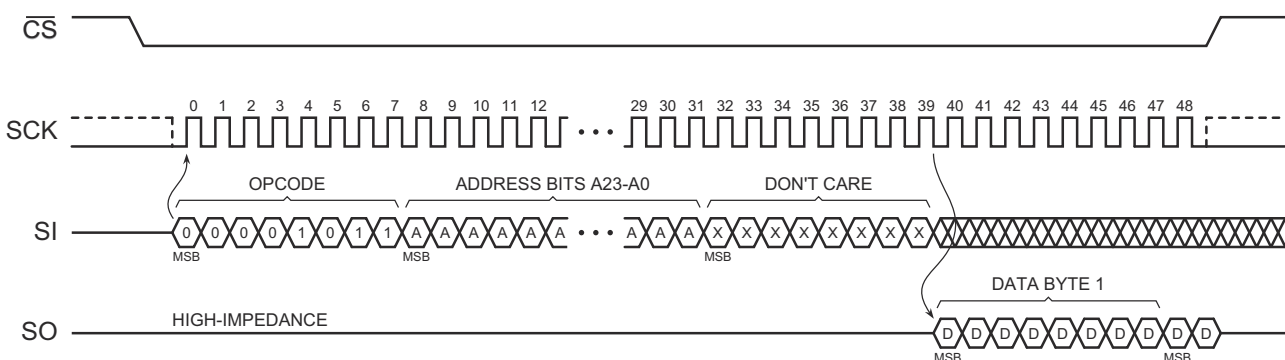 CS
0 1 2 3 4 5 6 7 8 9 10 11 12 29 30 31 32 33 34 35 36 37 38 39 40 41 42 43 44 45 46 47 48
SCK
OPCODE ADDRESS BITS A23-A0 DON'T CARE
SI 0 0 0 0 1 0 1 1 A A A A A A • • • A A A X X X X X X X X
MSB MSB MSB
DATA BYTE 1
HIGH-IMPEDANCE
SO D D D D D D D D D D
MSB MSB